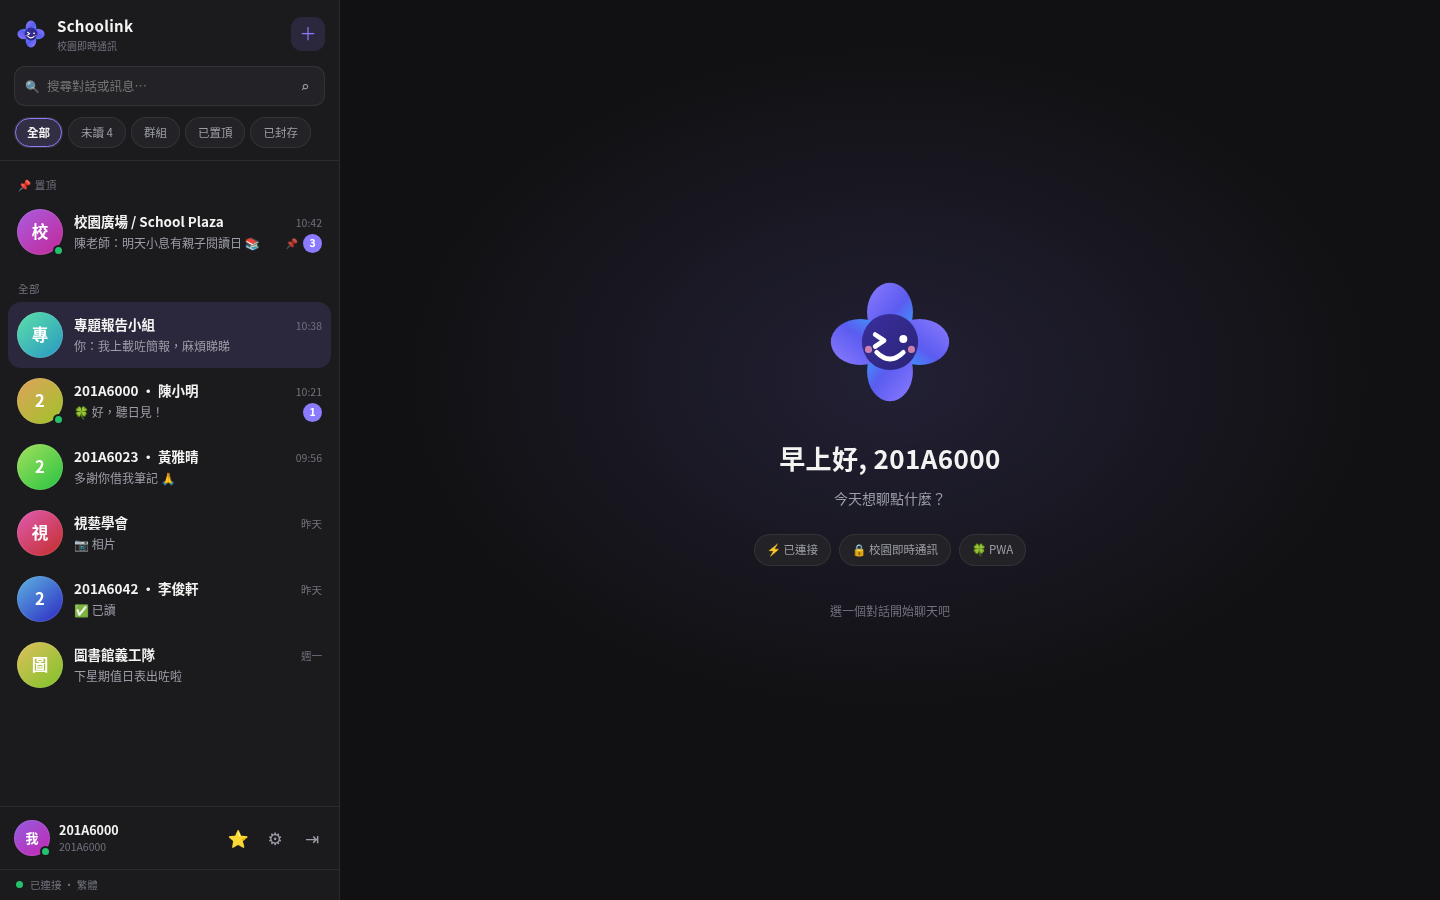 Schoolink
校園即時通訊
搜尋對話或訊息…
全部
未讀 4
群組
已置頂
已封存
📌 置頂
校
校園廣場 / School Plaza
10:42
陳老師：明天小息有親子閱讀日 📚
📌 3
全部
專
專題報告小組
10:38
你：我上載咗簡報，麻煩睇睇
2
201A6000 · 陳小明
10:21
🍀 好，聽日見！
1
2
201A6023 · 黃雅晴
09:56
多謝你借我筆記 🙏
視
視藝學會
昨天
📷 相片
2
201A6042 · 李俊軒
昨天
✅ 已讀
圖
圖書館義工隊
週一
下星期值日表出咗啦
我
201A6000
201A6000
已連接 · 繁體
早上好, 201A6000
今天想聊點什麼？
⚡ 已連接
🔒 校園即時通訊
🍀 PWA
選一個對話開始聊天吧